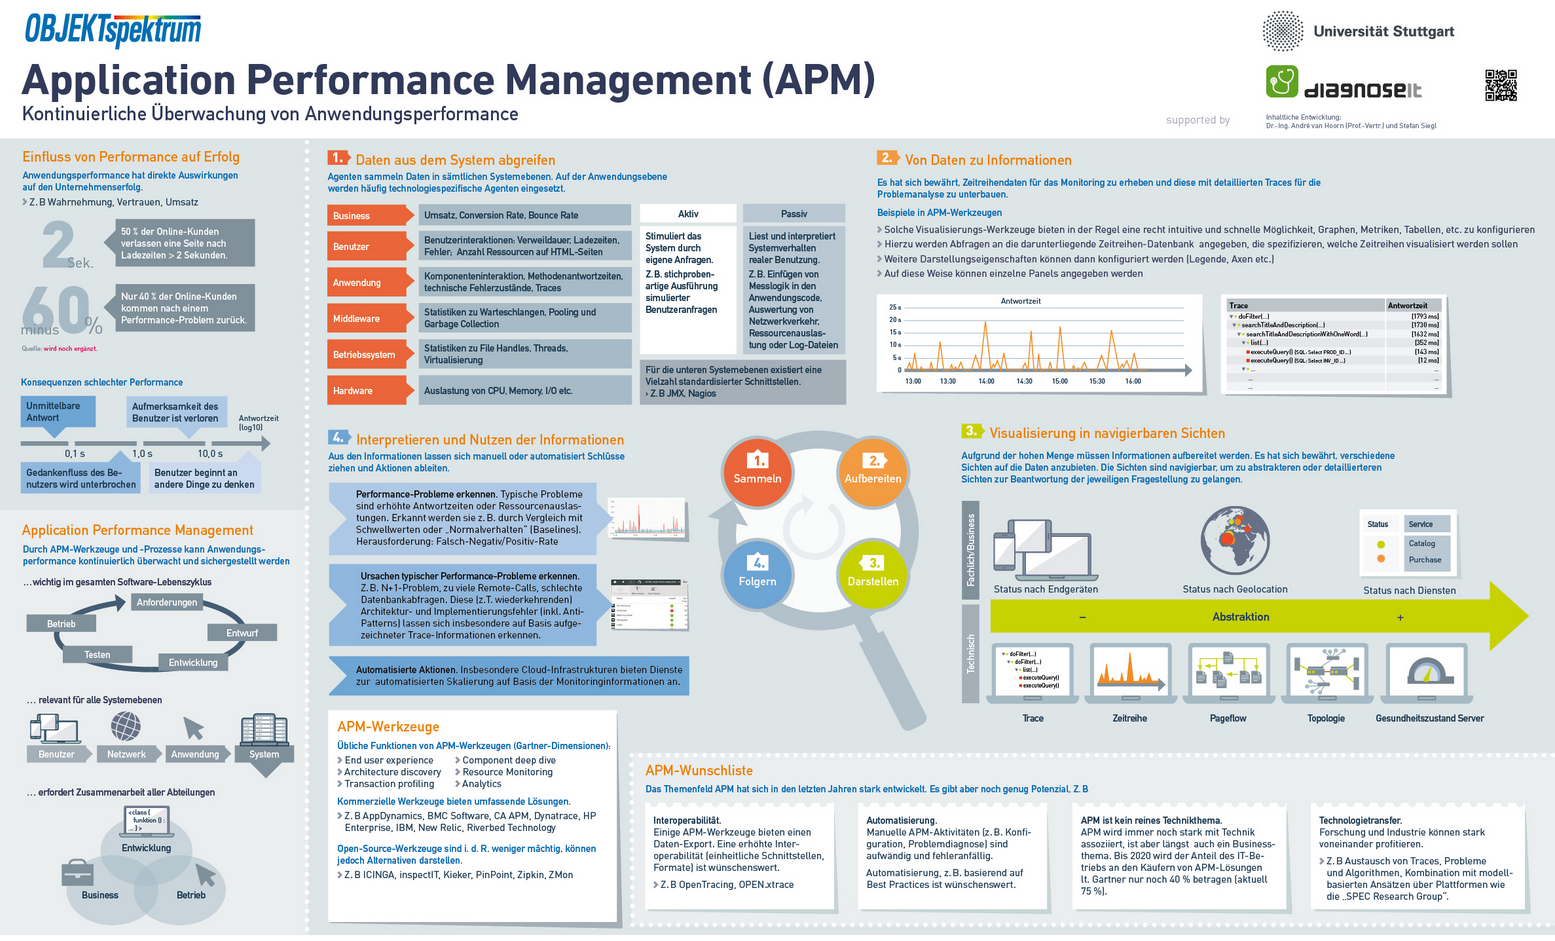 OBJEKTspektrum
Universität Stuttgart
Application Performance Management (APM)
Kontinuierliche Überwachung von Anwendungsperformance
diagnoseIt
supported by
Inhaltliche Entwicklung:
Dr.-Ing. André van Hoorn (Prof.-Vertr.) und Stefan Siegl
Einfluss von Performance auf Erfolg
Anwendungsperformance hat direkte Auswirkungen
auf den Unternehmenserfolg.
Z. B Wahrnehmung, Vertrauen, Umsatz
2 Sek.
50 % der Online-Kunden
verlassen eine Seite nach
Ladezeiten > 2 Sekunden.
minus 60 %
Nur 40 % der Online-Kunden
kommen nach einem
Performance-Problem zurück.
Quelle: wird noch ergänzt.
Konsequenzen schlechter Performance
Unmittelbare
Antwort
Aufmerksamkeit des
Benutzer ist verloren
Antwortzeit
(log10)
0,1 s
1,0 s
10,0 s
Gedankenfluss des Be-
nutzers wird unterbrochen
Benutzer beginnt an
andere Dinge zu denken
Application Performance Management
Durch APM-Werkzeuge und -Prozesse kann Anwendungs-
performance kontinuierlich überwacht und sichergestellt werden
...wichtig im gesamten Software-Lebenszyklus
Anforderungen
Betrieb
Entwurf
Testen
Entwicklung
... relevant für alle Systemebenen
Benutzer
Netzwerk
Anwendung
System
... erfordert Zusammenarbeit aller Abteilungen
<class {
function () :
... } >
Entwicklung
Business
Betrieb
1. Daten aus dem System abgreifen
Agenten sammeln Daten in sämtlichen Systemebenen. Auf der Anwendungsebene
werden häufig technologiespezifische Agenten eingesetzt.
Business
Umsatz, Conversion Rate, Bounce Rate
Benutzer
Benutzerinteraktionen: Verweildauer, Ladezeiten,
Fehler; Anzahl Ressourcen auf HTML-Seiten
Anwendung
Komponenteninteraktion, Methodenantwortzeiten,
technische Fehlerzustände, Traces
Middleware
Statistiken zu Warteschlangen, Pooling und
Garbage Collection
Betriebssystem
Statistiken zu File Handles, Threads,
Virtualisierung
Hardware
Auslastung von CPU, Memory, I/O etc.
Aktiv
Stimuliert das
System durch
eigene Anfragen.
Z. B. stichproben-
artige Ausführung
simulierter
Benutzeranfragen
Passiv
Liest und interpretiert
Systemverhalten
realer Benutzung.
Z. B. Einfügen von
Messlogik in den
Anwendungscode,
Auswertung von
Netzwerkverkehr,
Ressourcenauslas-
tung oder Log-Dateien
Für die unteren Systemebenen existiert eine
Vielzahl standardisierter Schnittstellen.
› Z. B JMX, Nagios
2. Von Daten zu Informationen
Es hat sich bewährt, Zeitreihendaten für das Monitoring zu erheben und diese mit detaillierten Traces für die
Problemanalyse zu unterbauen.
Beispiele in APM-Werkzeugen
Solche Visualisierungs-Werkzeuge bieten in der Regel eine recht intuitive und schnelle Möglichkeit, Graphen, Metriken, Tabellen, etc. zu konfigurieren
Hierzu werden Abfragen an die darunterliegende Zeitreihen-Datenbank angegeben, die spezifizieren, welche Zeitreihen visualisiert werden sollen
Weitere Darstellungseigenschaften können dann konfiguriert werden (Legende, Axen etc.)
Auf diese Weise können einzelne Panels angegeben werden
Antwortzeit
25 s
20 s
15 s
10 s
5 s
0
13:00 13:30 14:00 14:30 15:00 15:30 16:00
Trace Antwortzeit
doFilter(...) [1793 ms]
searchTitleAndDescription(...) [1730 ms]
searchTitleAndDescriptionWithOneWord(...) [1632 ms]
list(...) [352 ms]
executeQuery() (SQL: Select PROD_ID...) [143 ms]
executeQuery() (SQL: Select INV_ID...) [12 ms]
... ...
... ...
... ...
4. Interpretieren und Nutzen der Informationen
Aus den Informationen lassen sich manuell oder automatisiert Schlüsse
ziehen und Aktionen ableiten.
Performance-Probleme erkennen. Typische Probleme
sind erhöhte Antwortzeiten oder Ressourcenauslas-
tungen. Erkannt werden sie z. B. durch Vergleich mit
Schwellwerten oder „Normalverhalten“ (Baselines).
Herausforderung: Falsch-Negativ/Positiv-Rate
Ursachen typischer Performance-Probleme erkennen.
Z. B. N+1-Problem, zu viele Remote-Calls, schlechte
Datenbankabfragen. Diese (z.T. wiederkehrenden)
Architektur- und Implementierungsfehler (inkl. Anti-
Patterns) lassen sich insbesondere auf Basis aufge-
zeichneter Trace-Informationen erkennen.
Automatisierte Aktionen. Insbesondere Cloud-Infrastrukturen bieten Dienste
zur automatisierten Skalierung auf Basis der Monitoringinformationen an.
1.
Sammeln
2.
Aufbereiten
4.
Folgern
3.
Darstellen
3. Visualisierung in navigierbaren Sichten
Aufgrund der hohen Menge müssen Informationen aufbereitet werden. Es hat sich bewährt, verschiedene
Sichten auf die Daten anzubieten. Die Sichten sind navigierbar, um zu abstrakteren oder detaillierteren
Sichten zur Beantwortung der jeweiligen Fragestellung zu gelangen.
Fachlich/Business
Status nach Endgeräten
Status nach Geolocation
Status Service
Catalog
Purchase
Status nach Diensten
– Abstraktion +
Technisch
doFilter(...)
doFilter(...)
list(...)
executeQuery()
executeQuery()
Trace
Zeitreihe
Pageflow
Topologie
Gesundheitszustand Server
APM-Werkzeuge
Übliche Funktionen von APM-Werkzeugen (Gartner-Dimensionen):
End user experience
Component deep dive
Architecture discovery
Resource Monitoring
Transaction profiling
Analytics
Kommerzielle Werkzeuge bieten umfassende Lösungen.
Z. B AppDynamics, BMC Software, CA APM, Dynatrace, HP
Enterprise, IBM, New Relic, Riverbed Technology
Open-Source-Werkzeuge sind i. d. R. weniger mächtig, können
jedoch Alternativen darstellen.
Z. B ICINGA, inspectIT, Kieker, PinPoint, Zipkin, ZMon
APM-Wunschliste
Das Themenfeld APM hat sich in den letzten Jahren stark entwickelt. Es gibt aber noch genug Potenzial, Z. B
Interoperabilität.
Einige APM-Werkzeuge bieten einen
Daten-Export. Eine erhöhte Inter-
operabilität (einheitliche Schnittstellen,
Formate) ist wünschenswert.
Z. B OpenTracing, OPEN.xtrace
Automatisierung.
Manuelle APM-Aktivitäten (z. B. Konfi-
guration, Problemdiagnose) sind
aufwändig und fehleranfällig.
Automatisierung, z. B. basierend auf
Best Practices ist wünschenswert.
APM ist kein reines Technikthema.
APM wird immer noch stark mit Technik
assoziiert, ist aber längst auch ein Business-
thema. Bis 2020 wird der Anteil des IT-Be-
triebs an den Käufern von APM-Lösungen
lt. Gartner nur noch 40 % betragen (aktuell
75 %).
Technologietransfer.
Forschung und Industrie können stark
voneinander profitieren.
Z. B Austausch von Traces, Probleme
und Algorithmen, Kombination mit modell-
basierten Ansätzen über Plattformen wie
die „SPEC Research Group“.